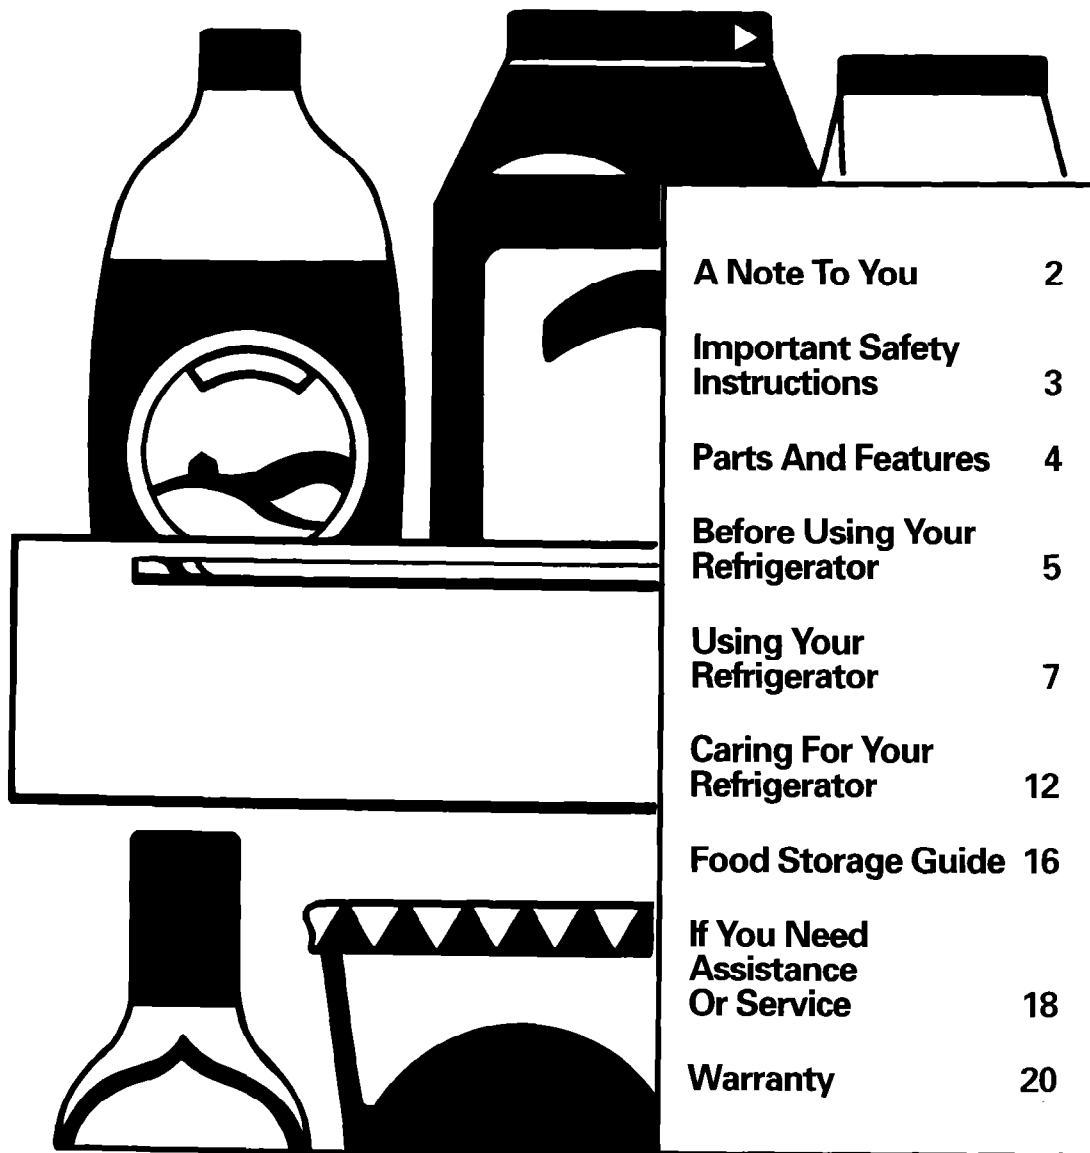 A Note To You 2
Important Safety
Instructions 3
Parts And Features 4
Before Using Your
Refrigerator 5
Using Your
Refrigerator 7
Caring For Your
Refrigerator 12
Food Storage Guide 16
If You Need
Assistance
Or Service 18
Warranty 20